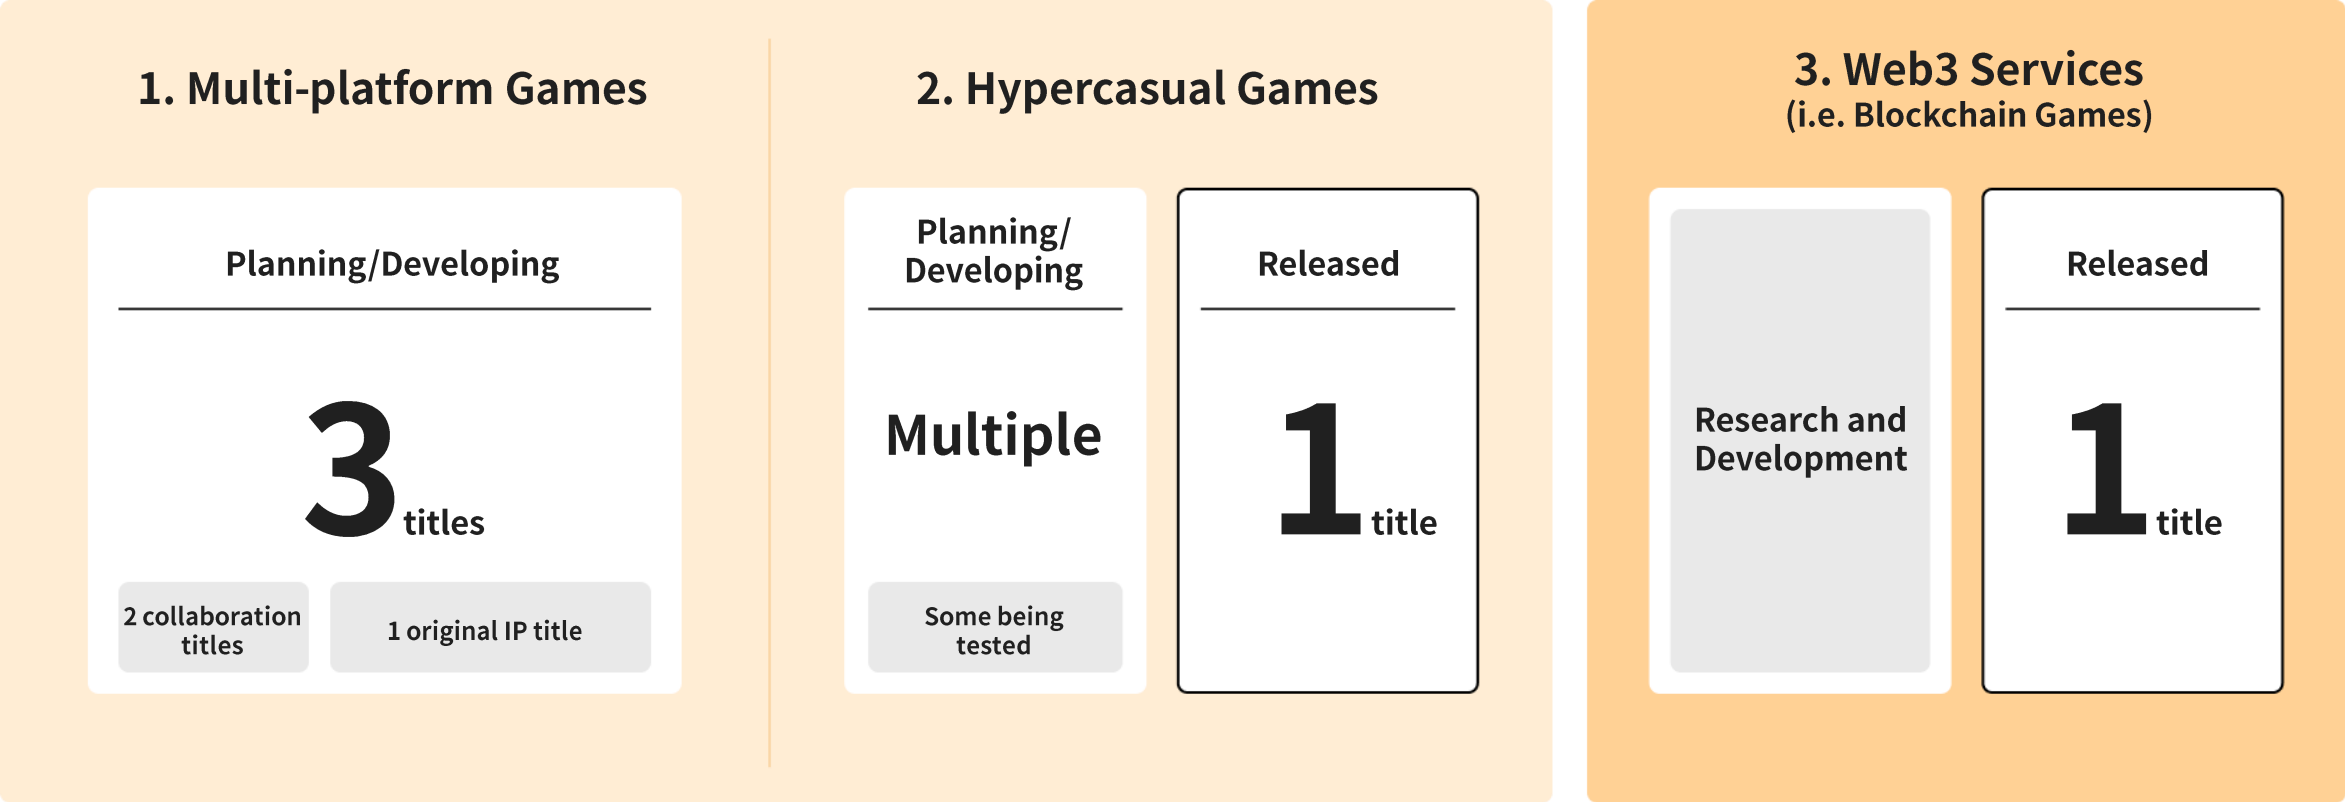 1. Multi-platform Games
Planning/Developing
3 titles
2 collaboration
titles
1 original IP title
2. Hypercasual Games
Planning/
Developing
Multiple
Some being
tested
Released
1 title
3. Web3 Services
(i.e. Blockchain Games)
Research and
Development
Released
1 title